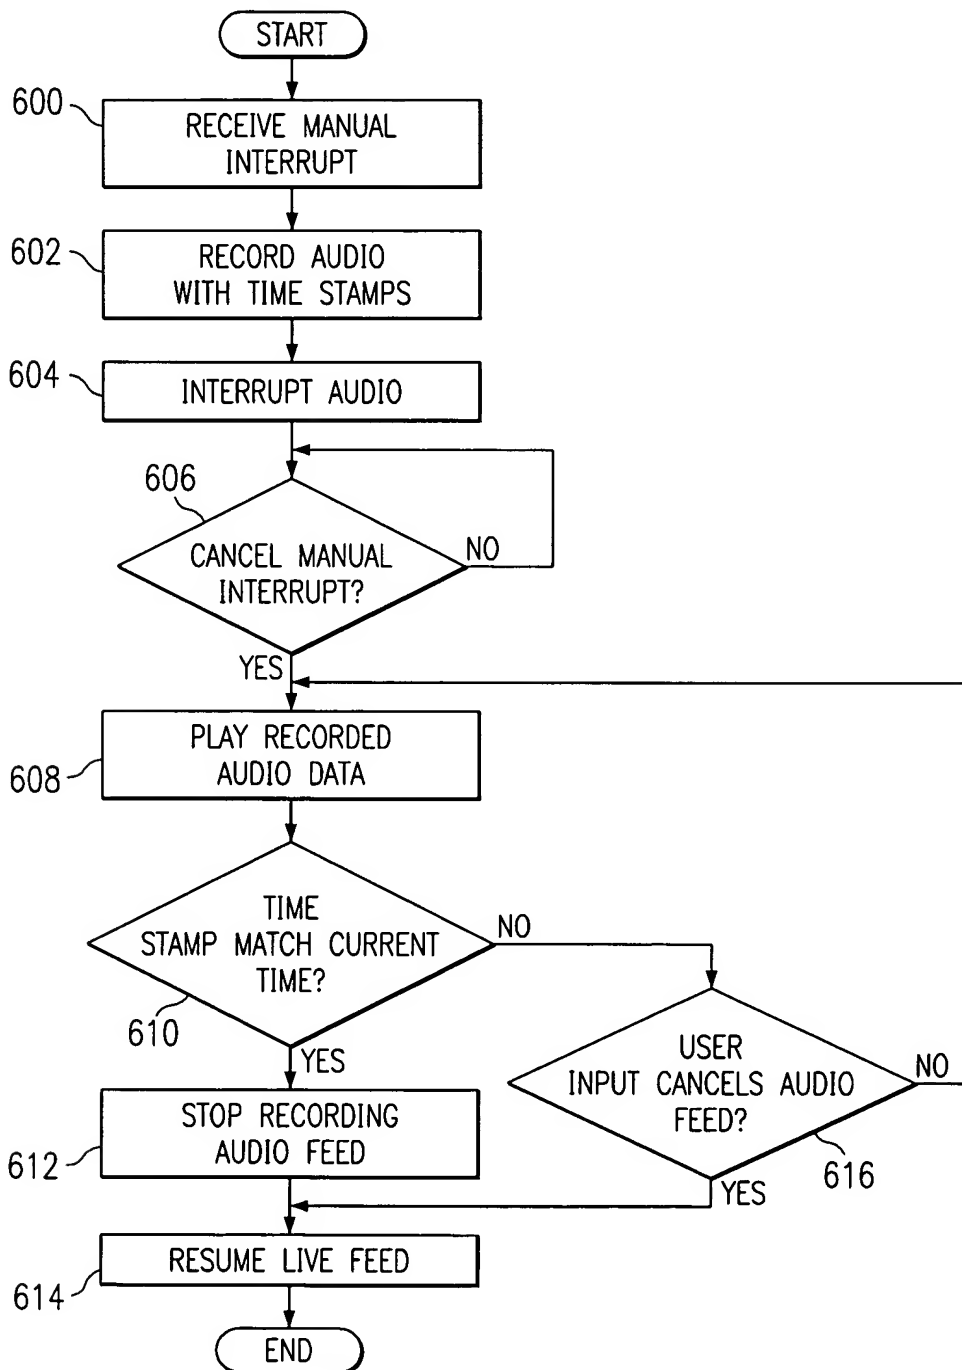 START
600
RECEIVE MANUAL
INTERRUPT
602
RECORD AUDIO
WITH TIME STAMPS
604
INTERRUPT AUDIO
606
CANCEL MANUAL
INTERRUPT?
NO
YES
608
PLAY RECORDED
AUDIO DATA
TIME
STAMP MATCH CURRENT
TIME?
NO
610
YES
USER
INPUT CANCELS AUDIO
FEED?
NO
616
YES
612
STOP RECORDING
AUDIO FEED
614
RESUME LIVE FEED
END